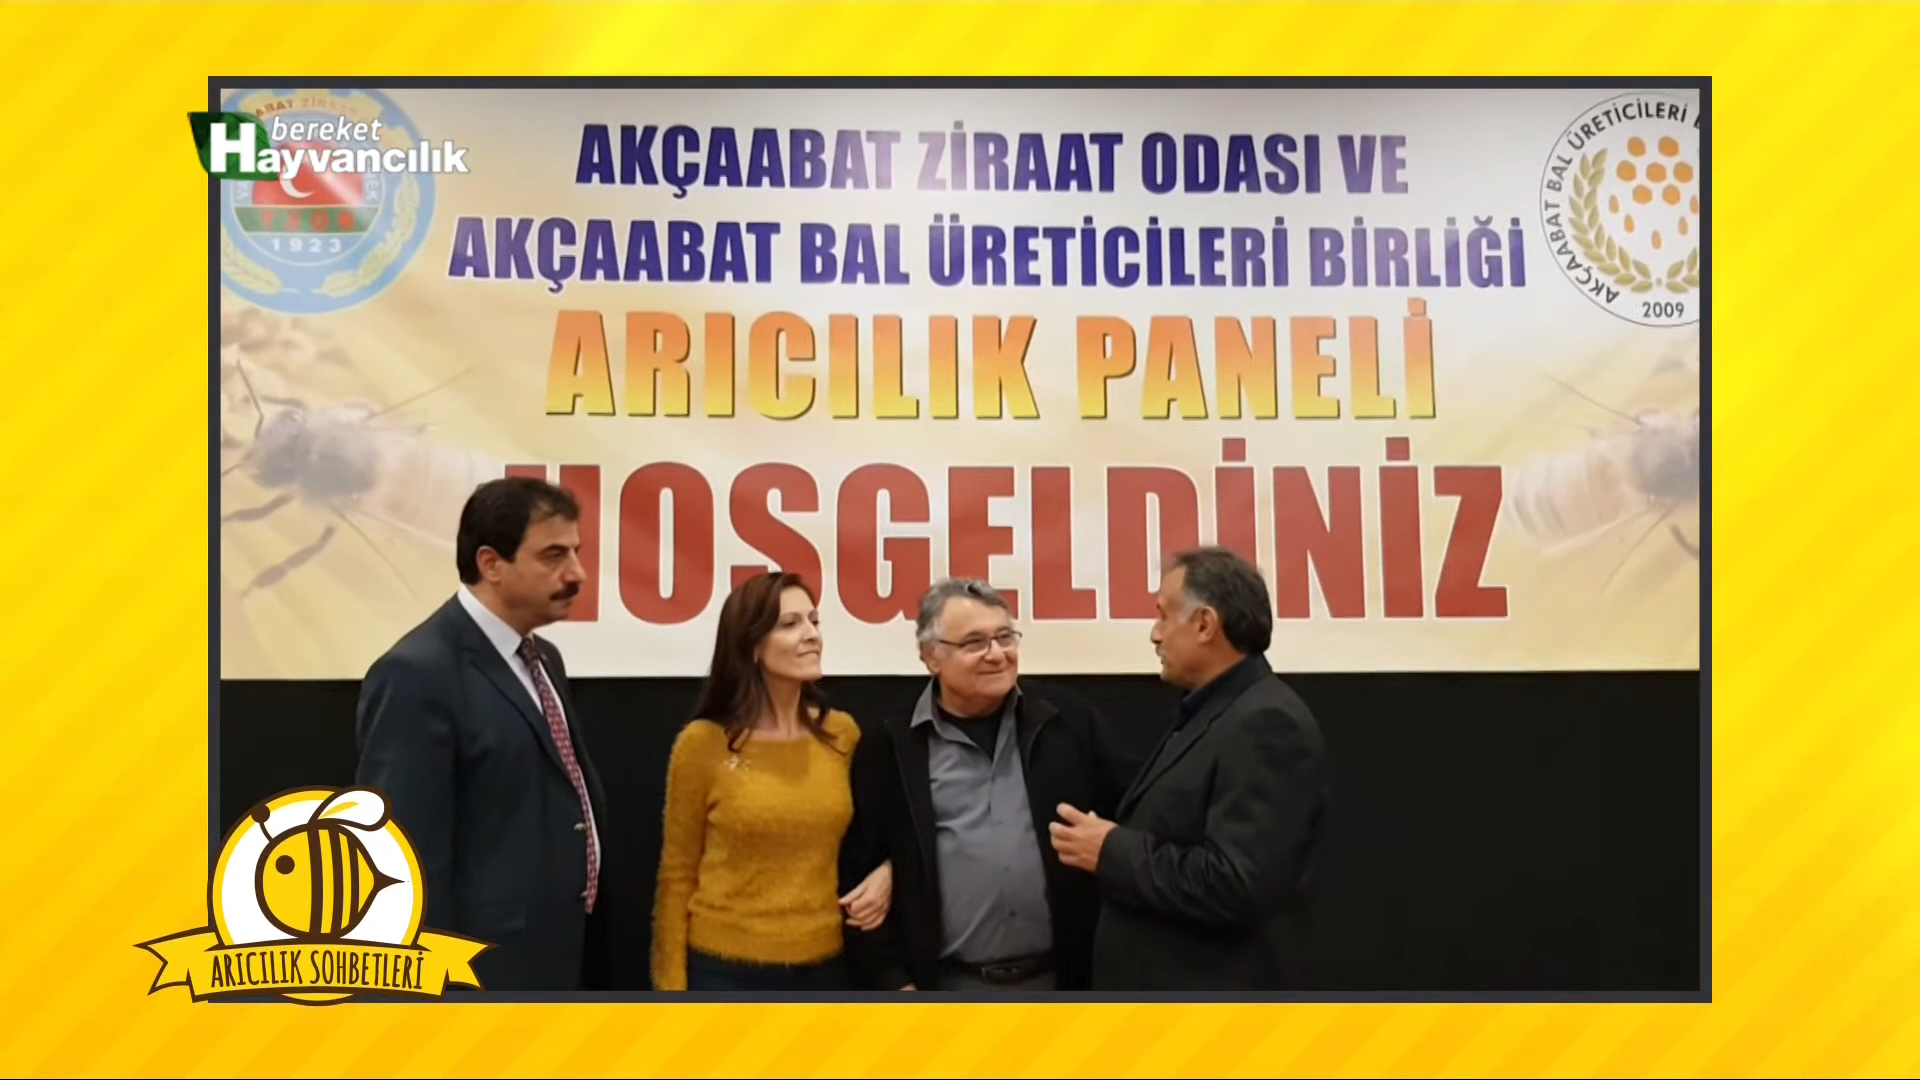 bereket
Hayvancılık
1923
AKÇAABAT ZİRAAT ODASI VE
AKÇAABAT BAL ÜRETİCİLERİ BİRLİĞİ
ARICILIK PANELİ
HOŞGELDİNİZ
AKÇAABAT BAL ÜRETİCİLERİ
2009
ARICILIK SOHBETLERİ